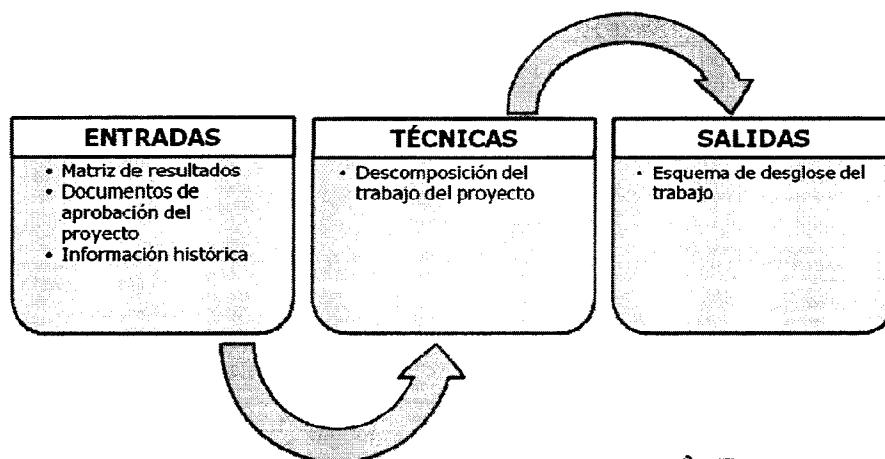 ENTRADAS
• Matriz de resultados
• Documentos de
aprobación del
proyecto
• Información histórica
TÉCNICAS
• Descomposición del
trabajo del proyecto
SALIDAS
• Esquema de desglose del
trabajo